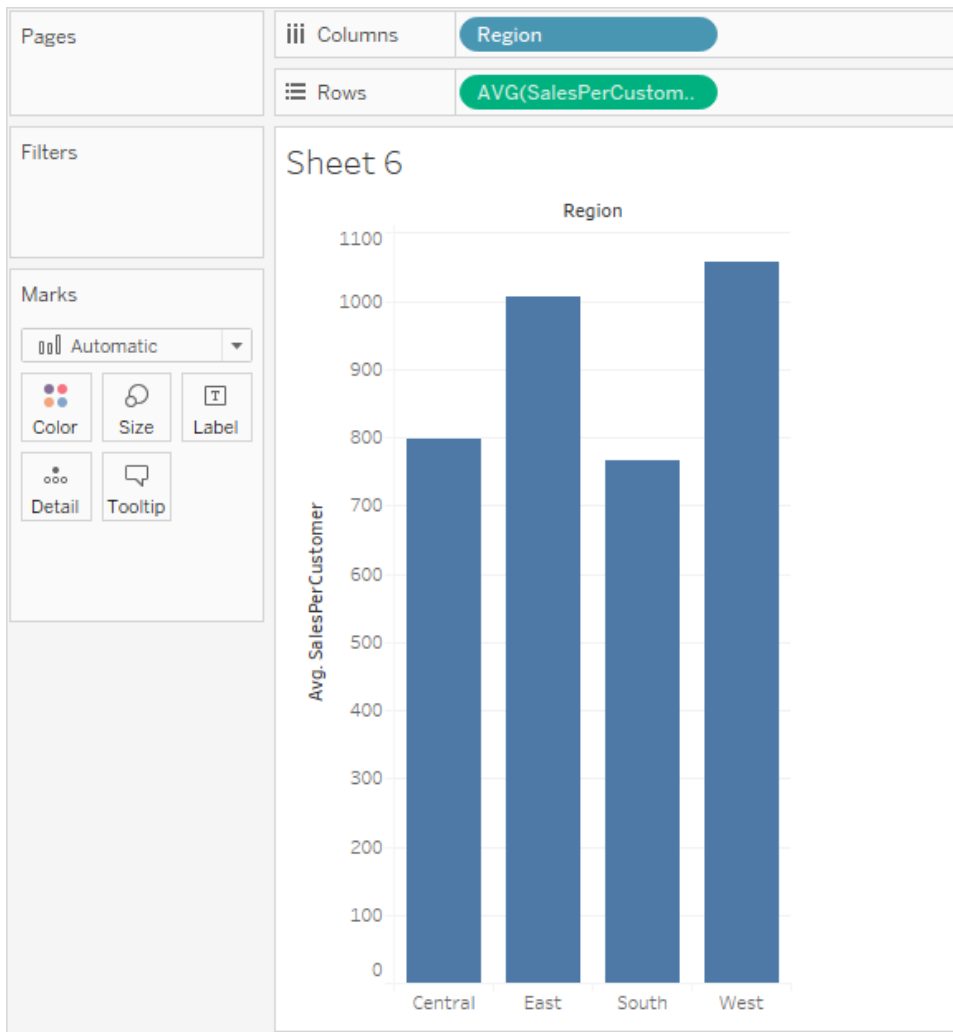 Pages
Columns
Region
Rows
AVG(SalesPerCustom..
Filters
Marks
Automatic
Color
Size
T
Label
Detail
Tooltip
Sheet 6
Region
Avg. SalesPerCustomer
1100
1000
900
800
700
600
500
400
300
200
100
0
Central East South West